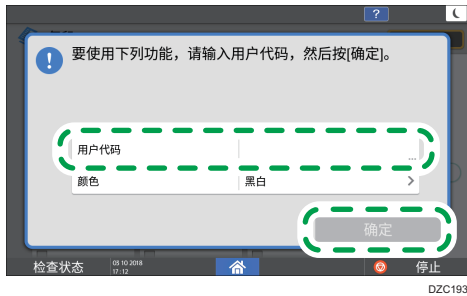 ?
要使用下列功能，请输入用户代码，然后按[确定]。
用户代码
...
颜色 黑白
确定
检查状态 03 10 2018 停止
17:12
DZC193